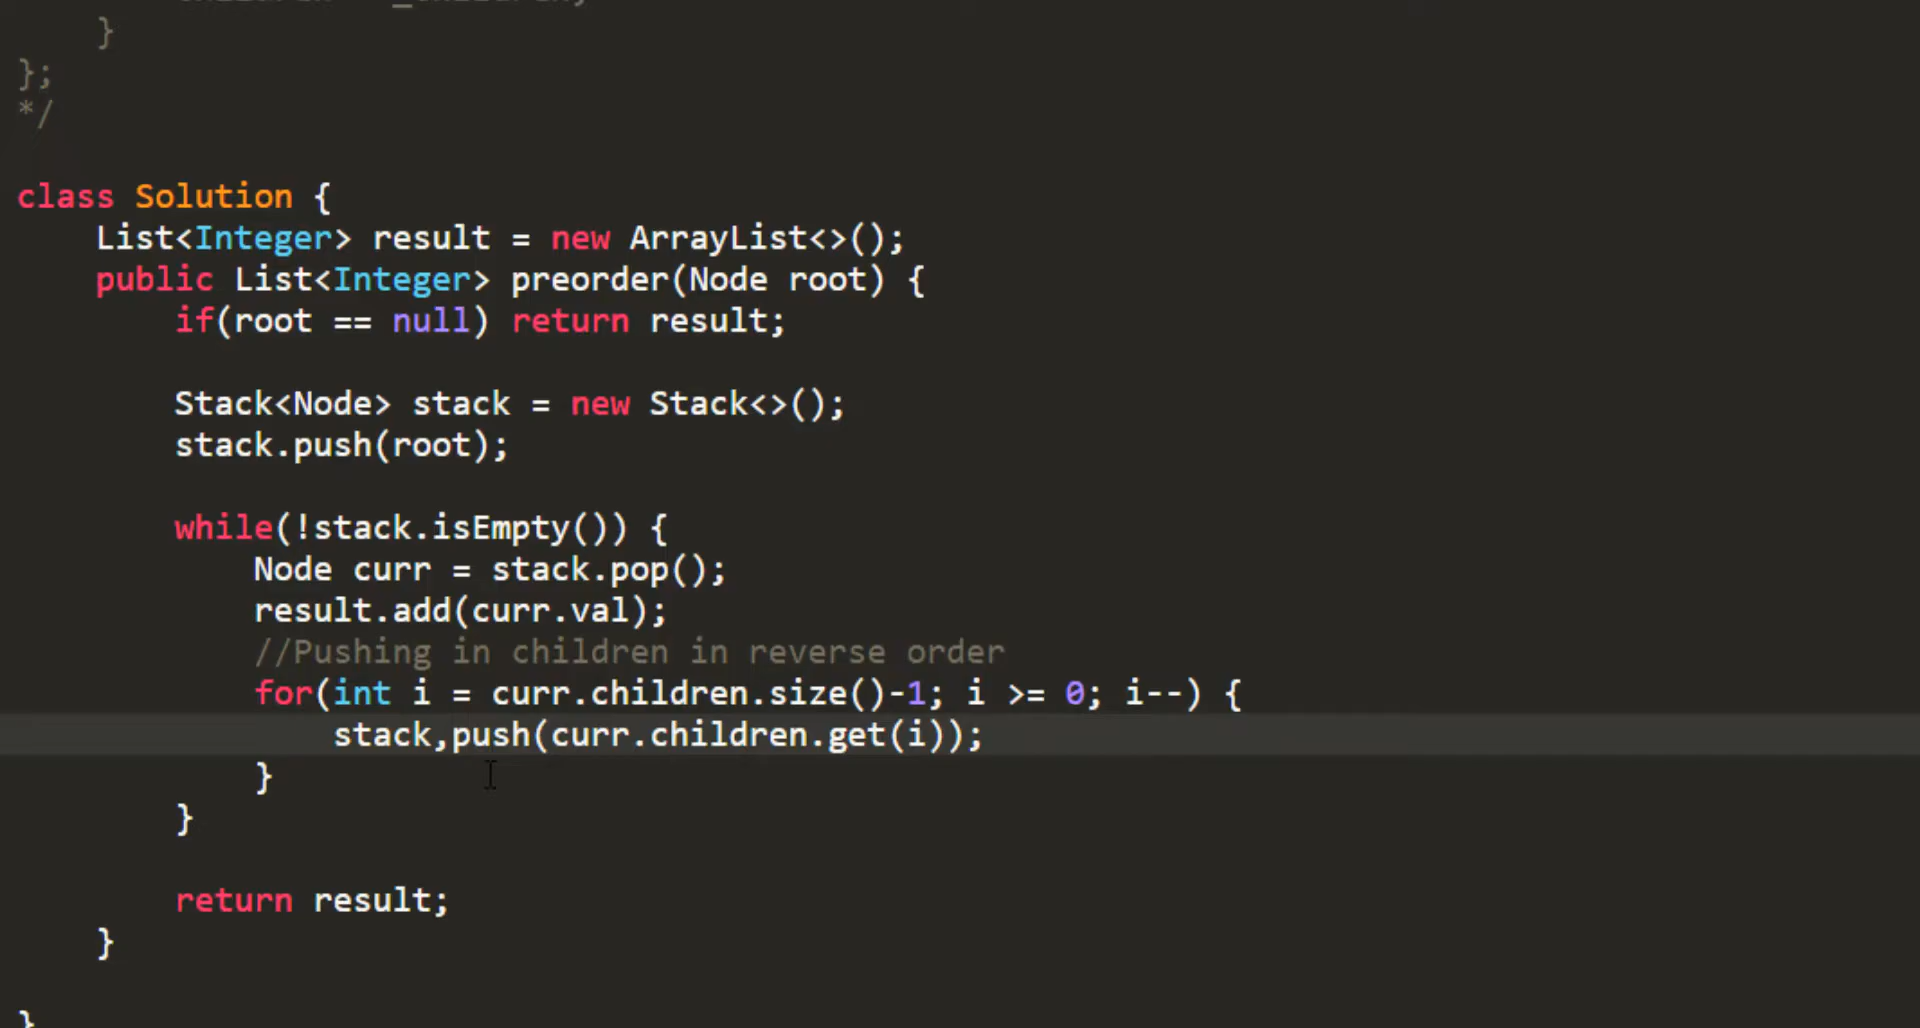 }
};
*/
class Solution {
List<Integer> result = new ArrayList<>();
public List<Integer> preorder(Node root) {
if(root == null) return result;
Stack<Node> stack = new Stack<>();
stack.push(root);
while(!stack.isEmpty()) {
Node curr = stack.pop();
result.add(curr.val);
//Pushing in children in reverse order
for(int i = curr.children.size()-1; i >= 0; i--) {
stack,push(curr.children.get(i));
}
}
return result;
}
}